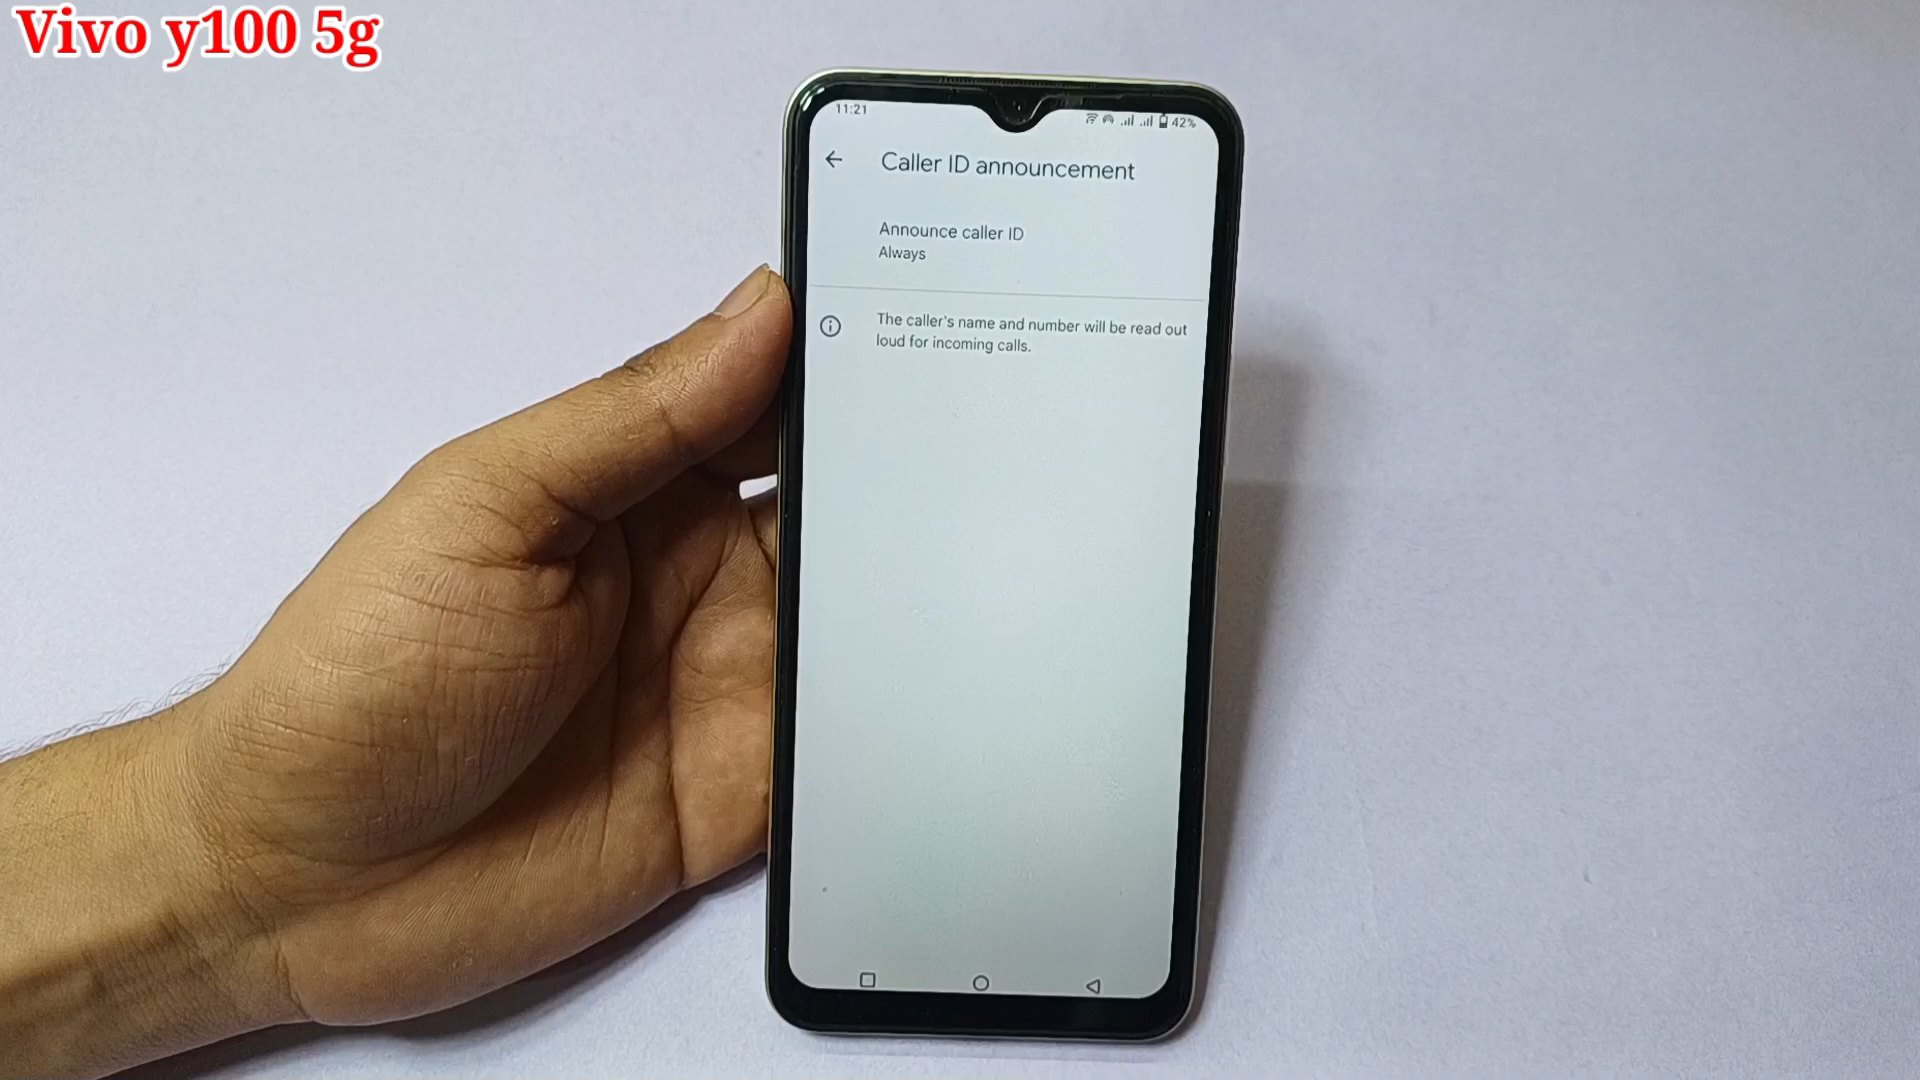 Vivo y100 5g
11:21
42%
Caller ID announcement
Announce caller ID
Always
The caller's name and number will be read out
loud for incoming calls.